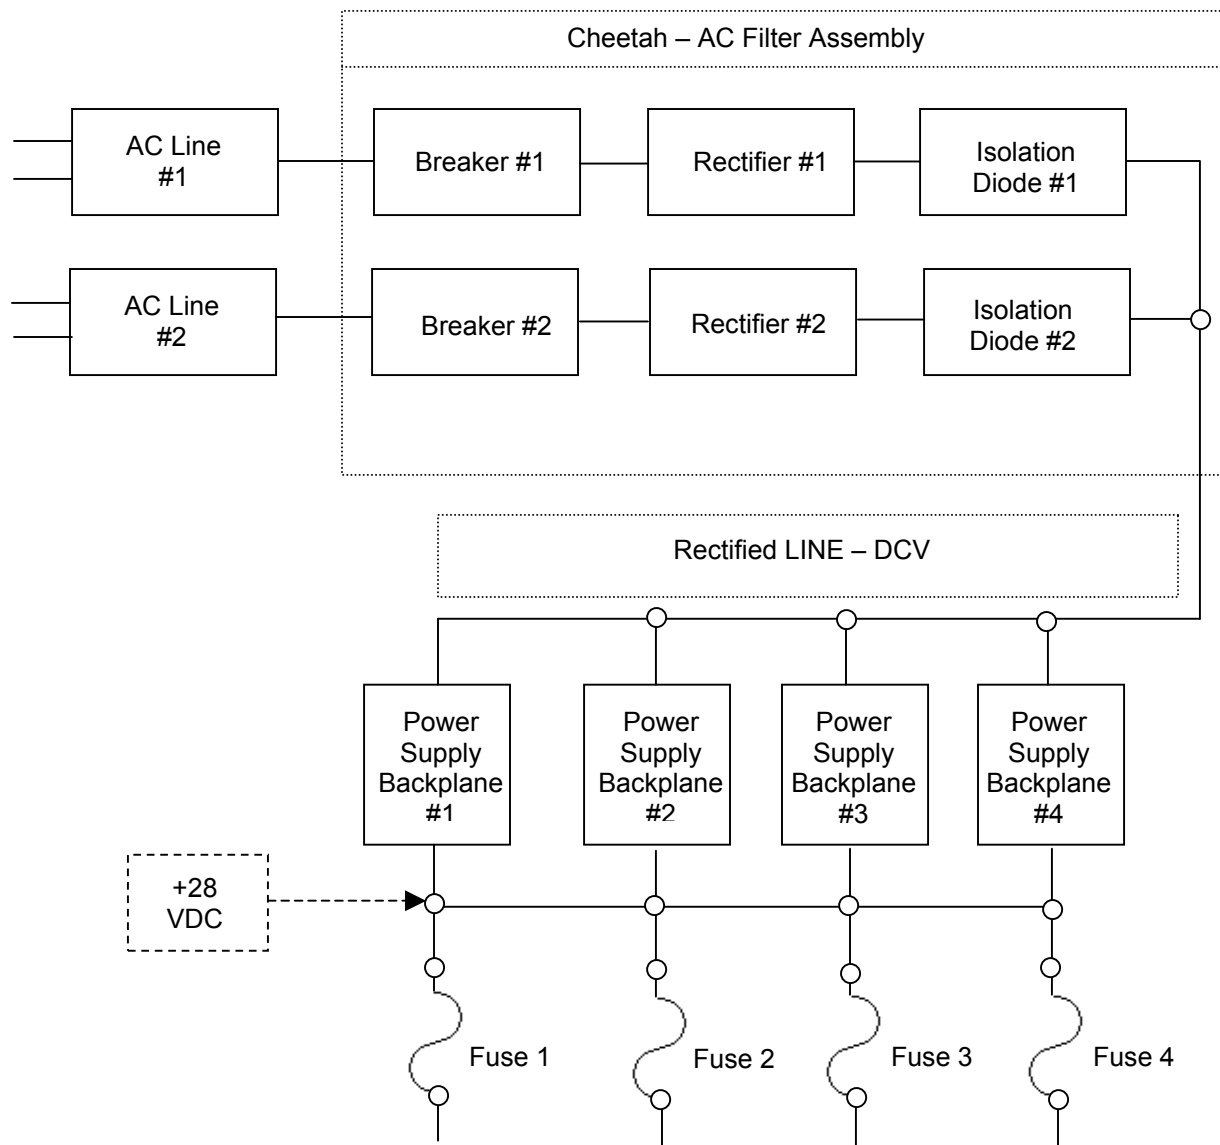 Cheetah – AC Filter Assembly
AC Line
#1
Breaker #1
Rectifier #1
Isolation
Diode #1
AC Line
#2
Breaker #2
Rectifier #2
Isolation
Diode #2
Rectified LINE – DCV
Power
Supply
Backplane
#1
Power
Supply
Backplane
#2
Power
Supply
Backplane
#3
Power
Supply
Backplane
#4
+28
VDC
Fuse 1
Fuse 2
Fuse 3
Fuse 4